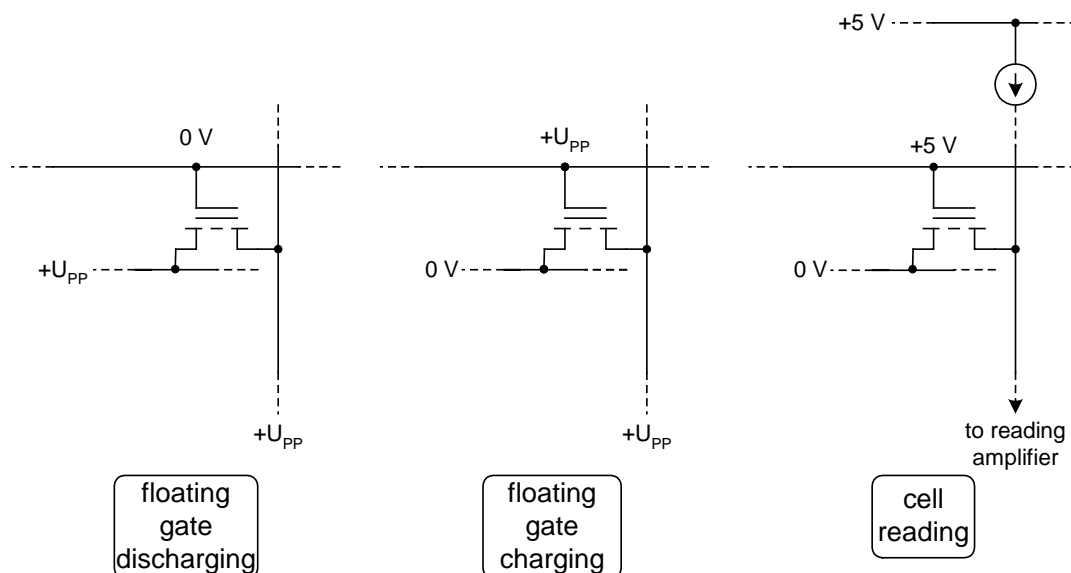 +5 V
0 V
+U_PP
+5 V
+U_PP
0 V
0 V
+U_PP
+U_PP
to reading
amplifier
floating
gate
discharging
floating
gate
charging
cell
reading